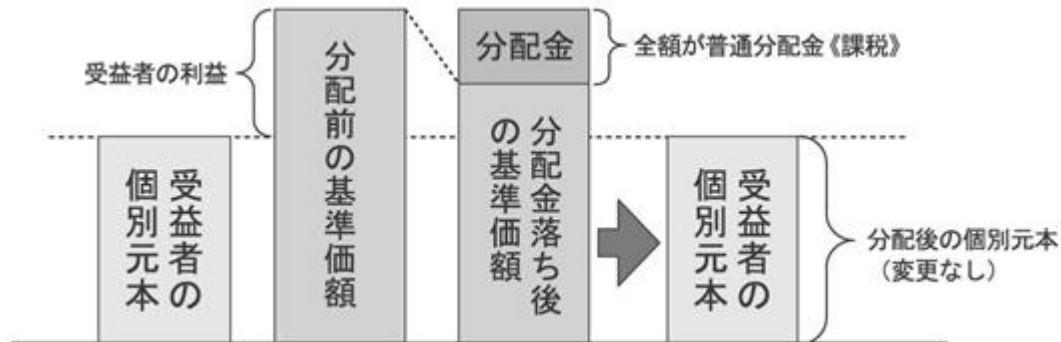 受益者の利益
受益者の
個別元本
分配前の基準価額
分配金
全額が普通分配金《課税》
分配金落ち後
の基準価額
受益者の
個別元本
分配後の個別元本
（変更なし）